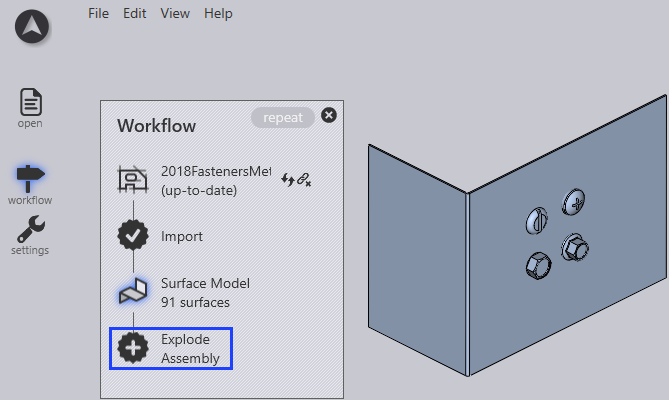 File Edit View Help
open
workflow
settings
Workflow
repeat
2018FastenersMet
(up-to-date)
Import
Surface Model
91 surfaces
Explode
Assembly